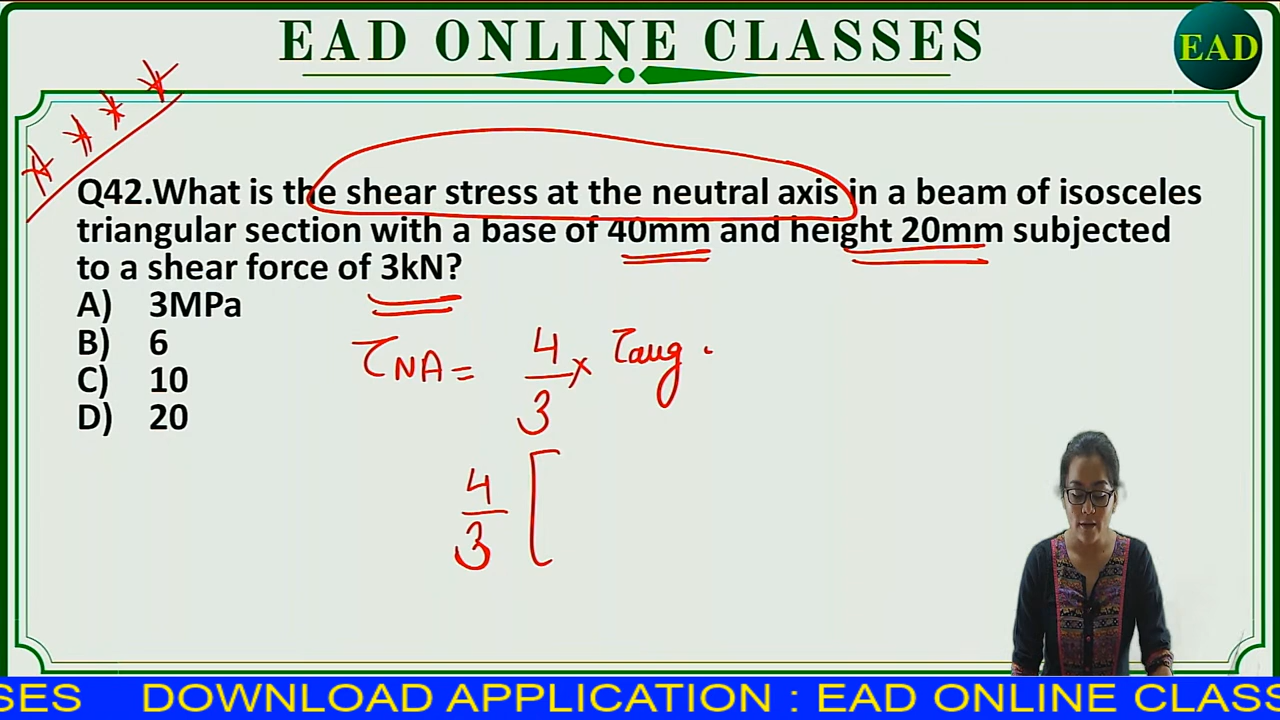 EAD ONLINE CLASSES
EAD
Q42.What is the shear stress at the neutral axis in a beam of isosceles
triangular section with a base of 40mm and height 20mm subjected
to a shear force of 3kN?
A) 3MPa
B) 6
C) 10
D) 20
τNA = 4/3 × τavg.
4/3 [
SES DOWNLOAD APPLICATION : EAD ONLINE CLASS